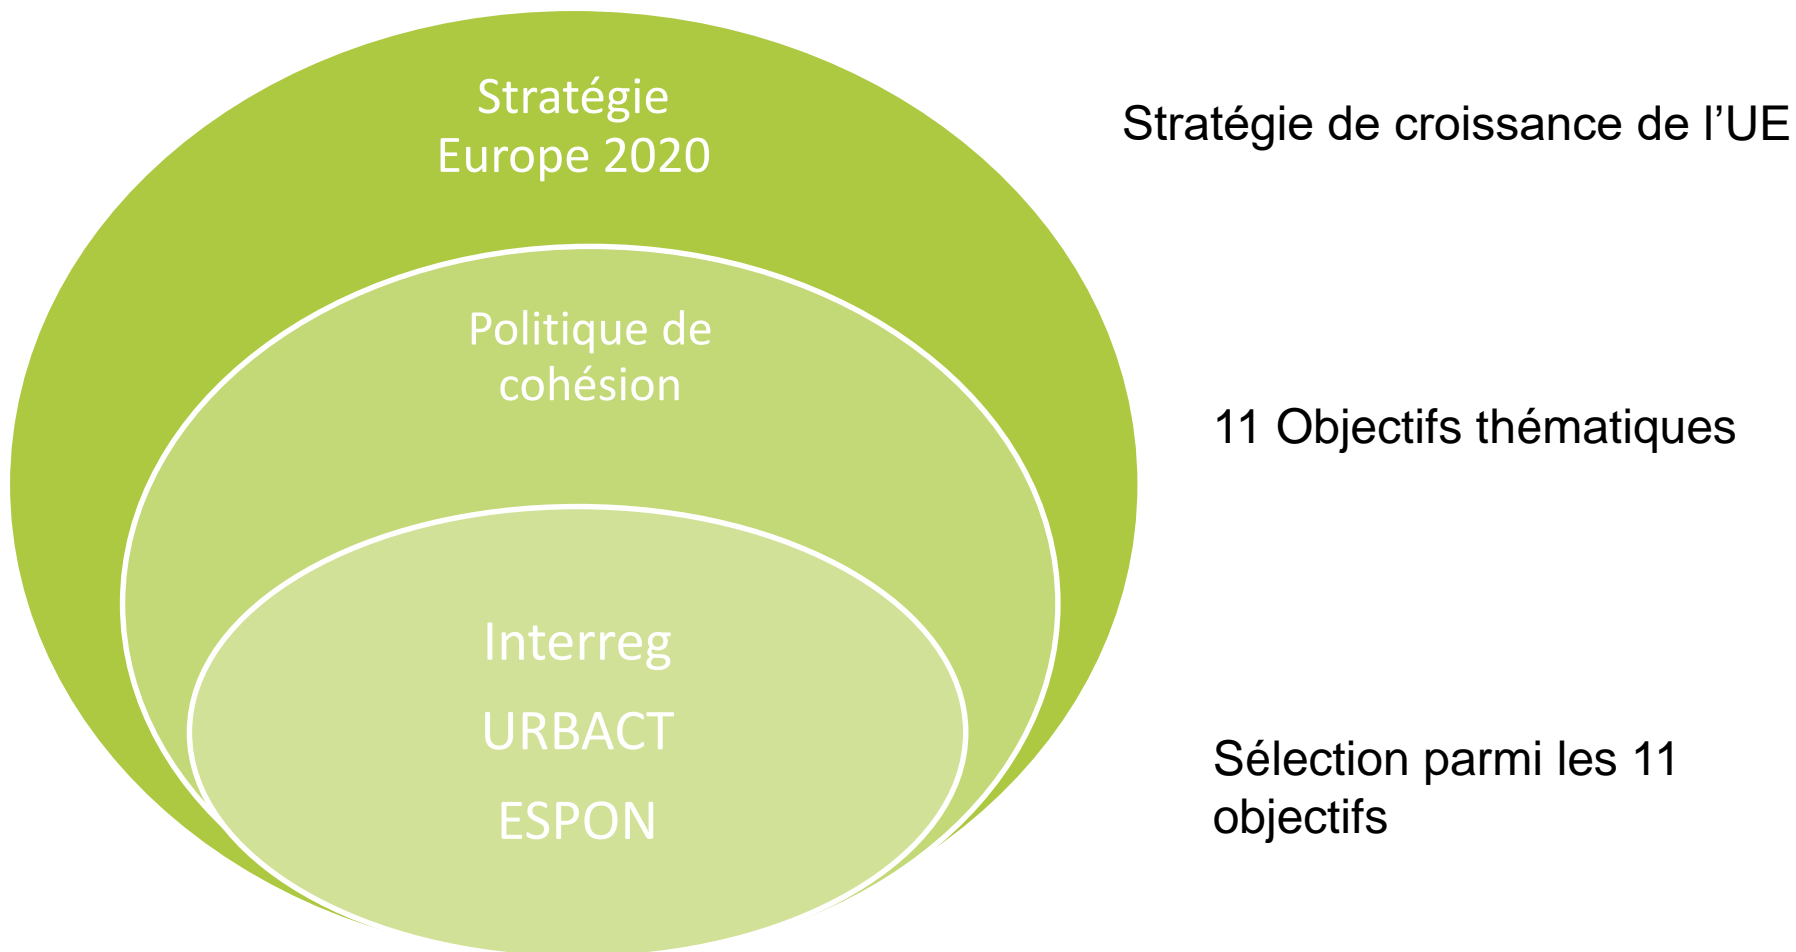 Stratégie
Europe 2020
Stratégie de croissance de l’UE
Politique de
cohésion
11 Objectifs thématiques
Interreg
URBACT
ESPON
Sélection parmi les 11
objectifs